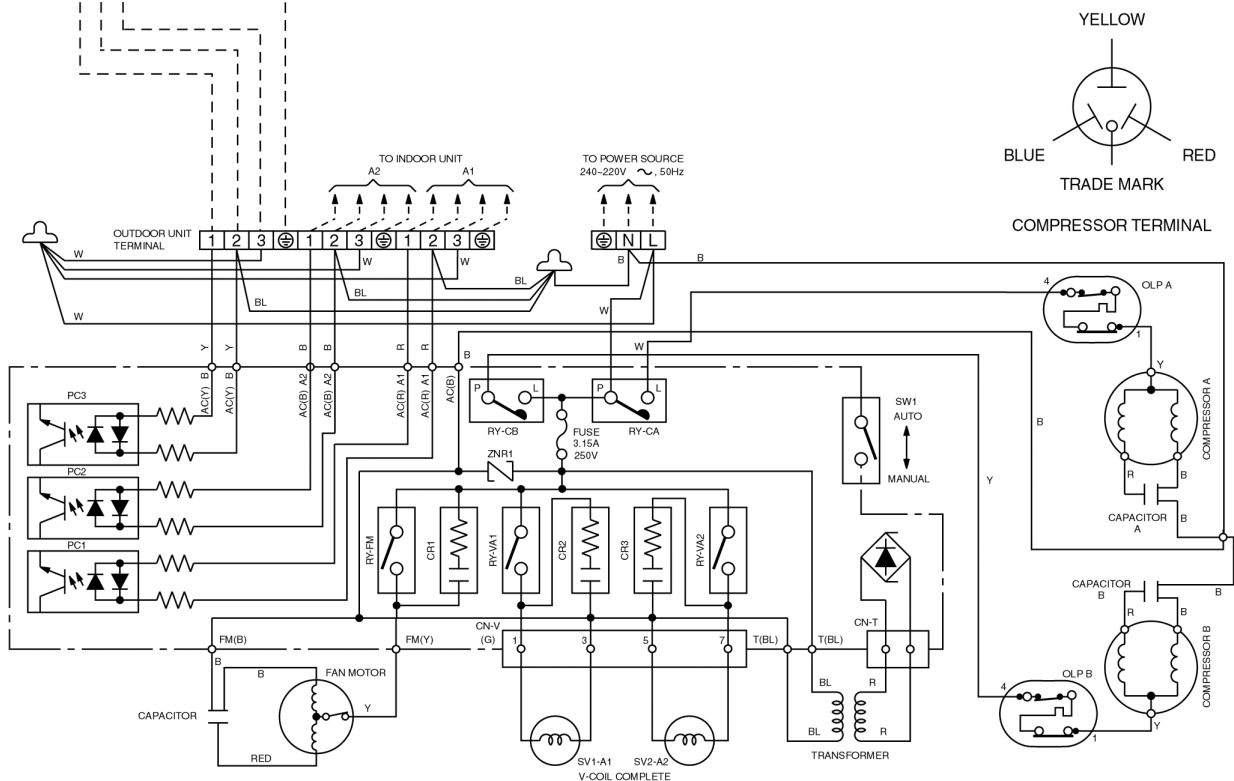 YELLOW
BLUE
RED
TRADE MARK
COMPRESSOR TERMINAL
TO INDOOR UNIT
A2
A1
TO POWER SOURCE
240~220V ∼, 50Hz
OUTDOOR UNIT
TERMINAL
1 2 3 1 2 3 1 2 3
N L
W
W
W
B
B
BL
BL
BL
W
W
4
OLP A
1
Y
Y
Y
B
B
R
R
B
W
AC(Y) B
AC(Y) B
AC(B) A2
AC(B) A2
AC(R) A1
AC(R) A1
AC(B)
P L
RY-CB
P L
RY-CA
FUSE
3.15A
250V
SW1
AUTO
MANUAL
ZNR1
PC3
PC2
PC1
B
Y
COMPRESSOR A
R B
CAPACITOR
A
B
RY-FM
CR1
RY-VA1
CR2
CR3
RY-VA2
CAPACITOR
B
B
R B
COMPRESSOR B
FM(B)
FM(Y)
CN-V
(G)
1 3 5 7
T(BL)
T(BL)
CN-T
B
B
FAN MOTOR
Y
CAPACITOR
RED
BL
BL
R
R
TRANSFORMER
SV1-A1
SV2-A2
V-COIL COMPLETE
4
OLP B
1
Y